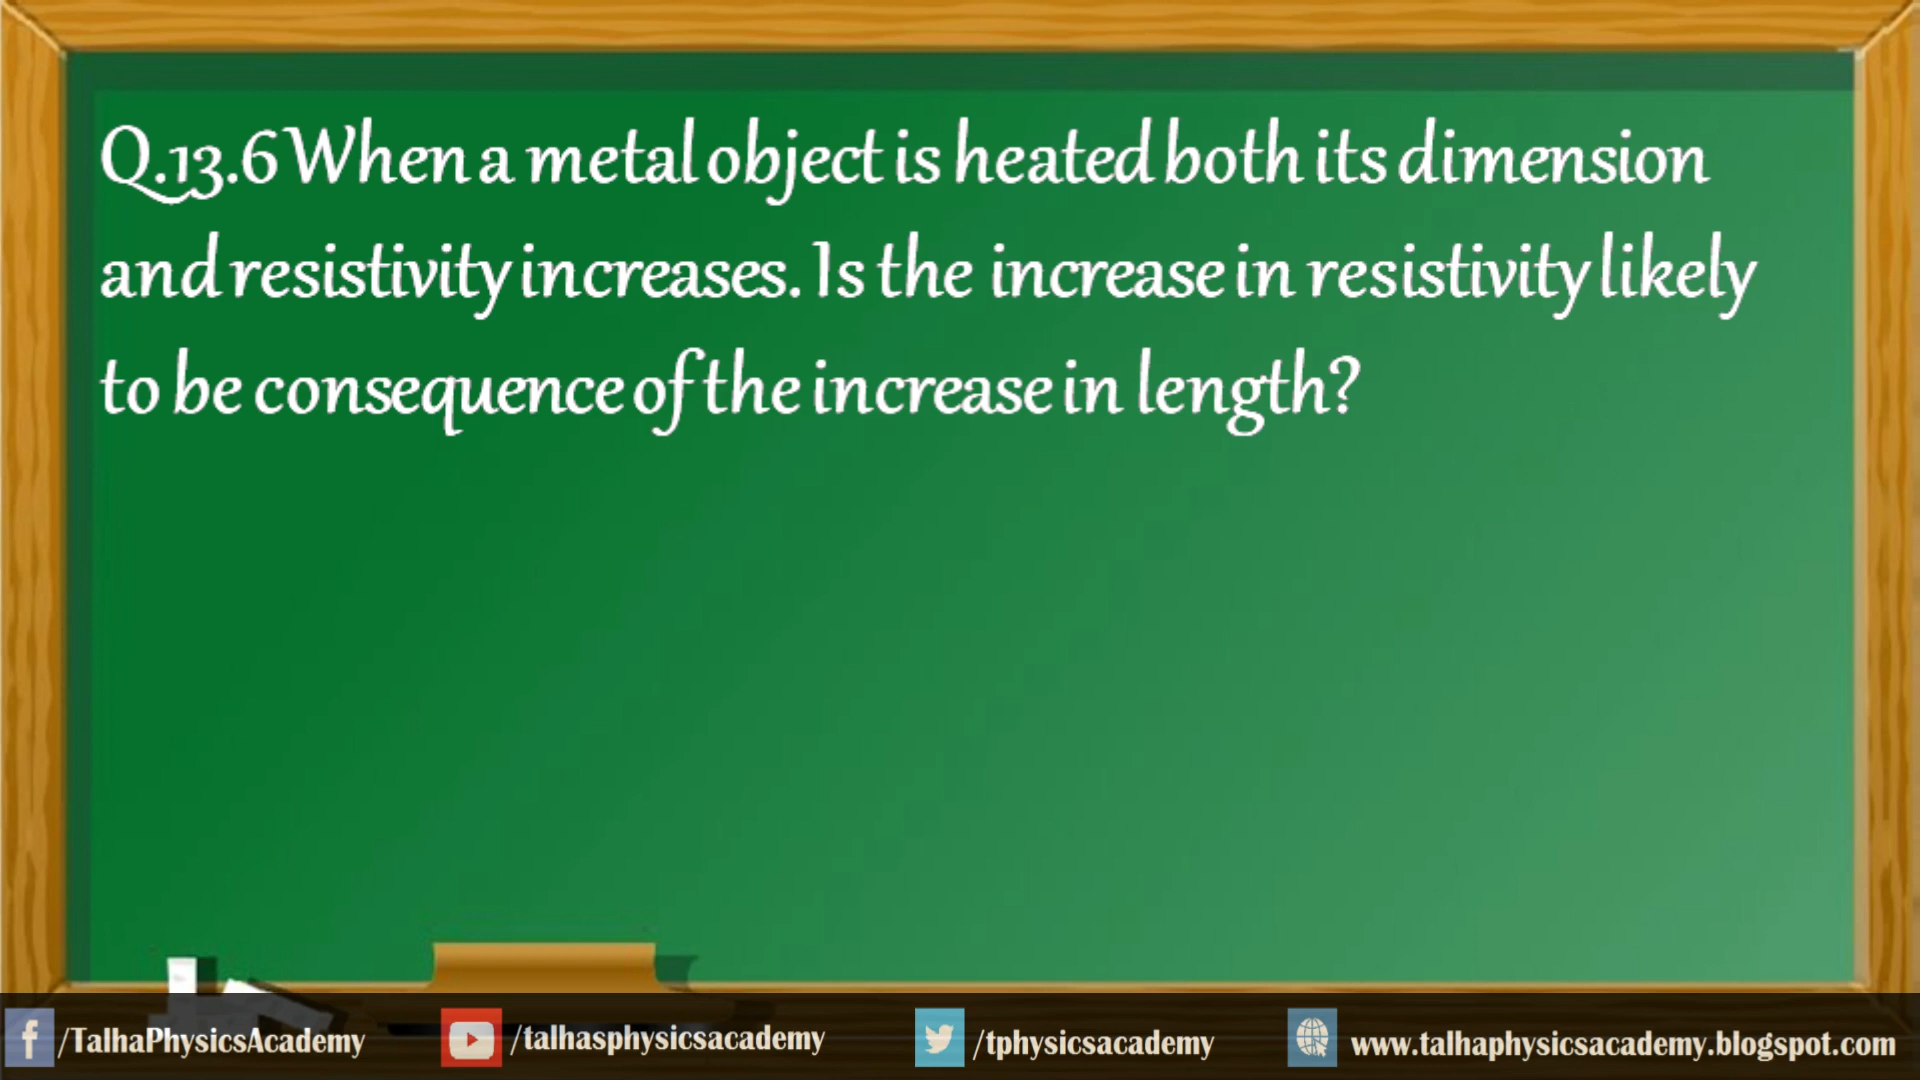 Q.13.6 When a metal object is heated both its dimension
and resistivity increases. Is the increase in resistivity likely
to be consequence of the increase in length?
/TalhaPhysicsAcademy /talhasphysicsacademy /tphysicsacademy www.talhaphysicsacademy.blogspot.com